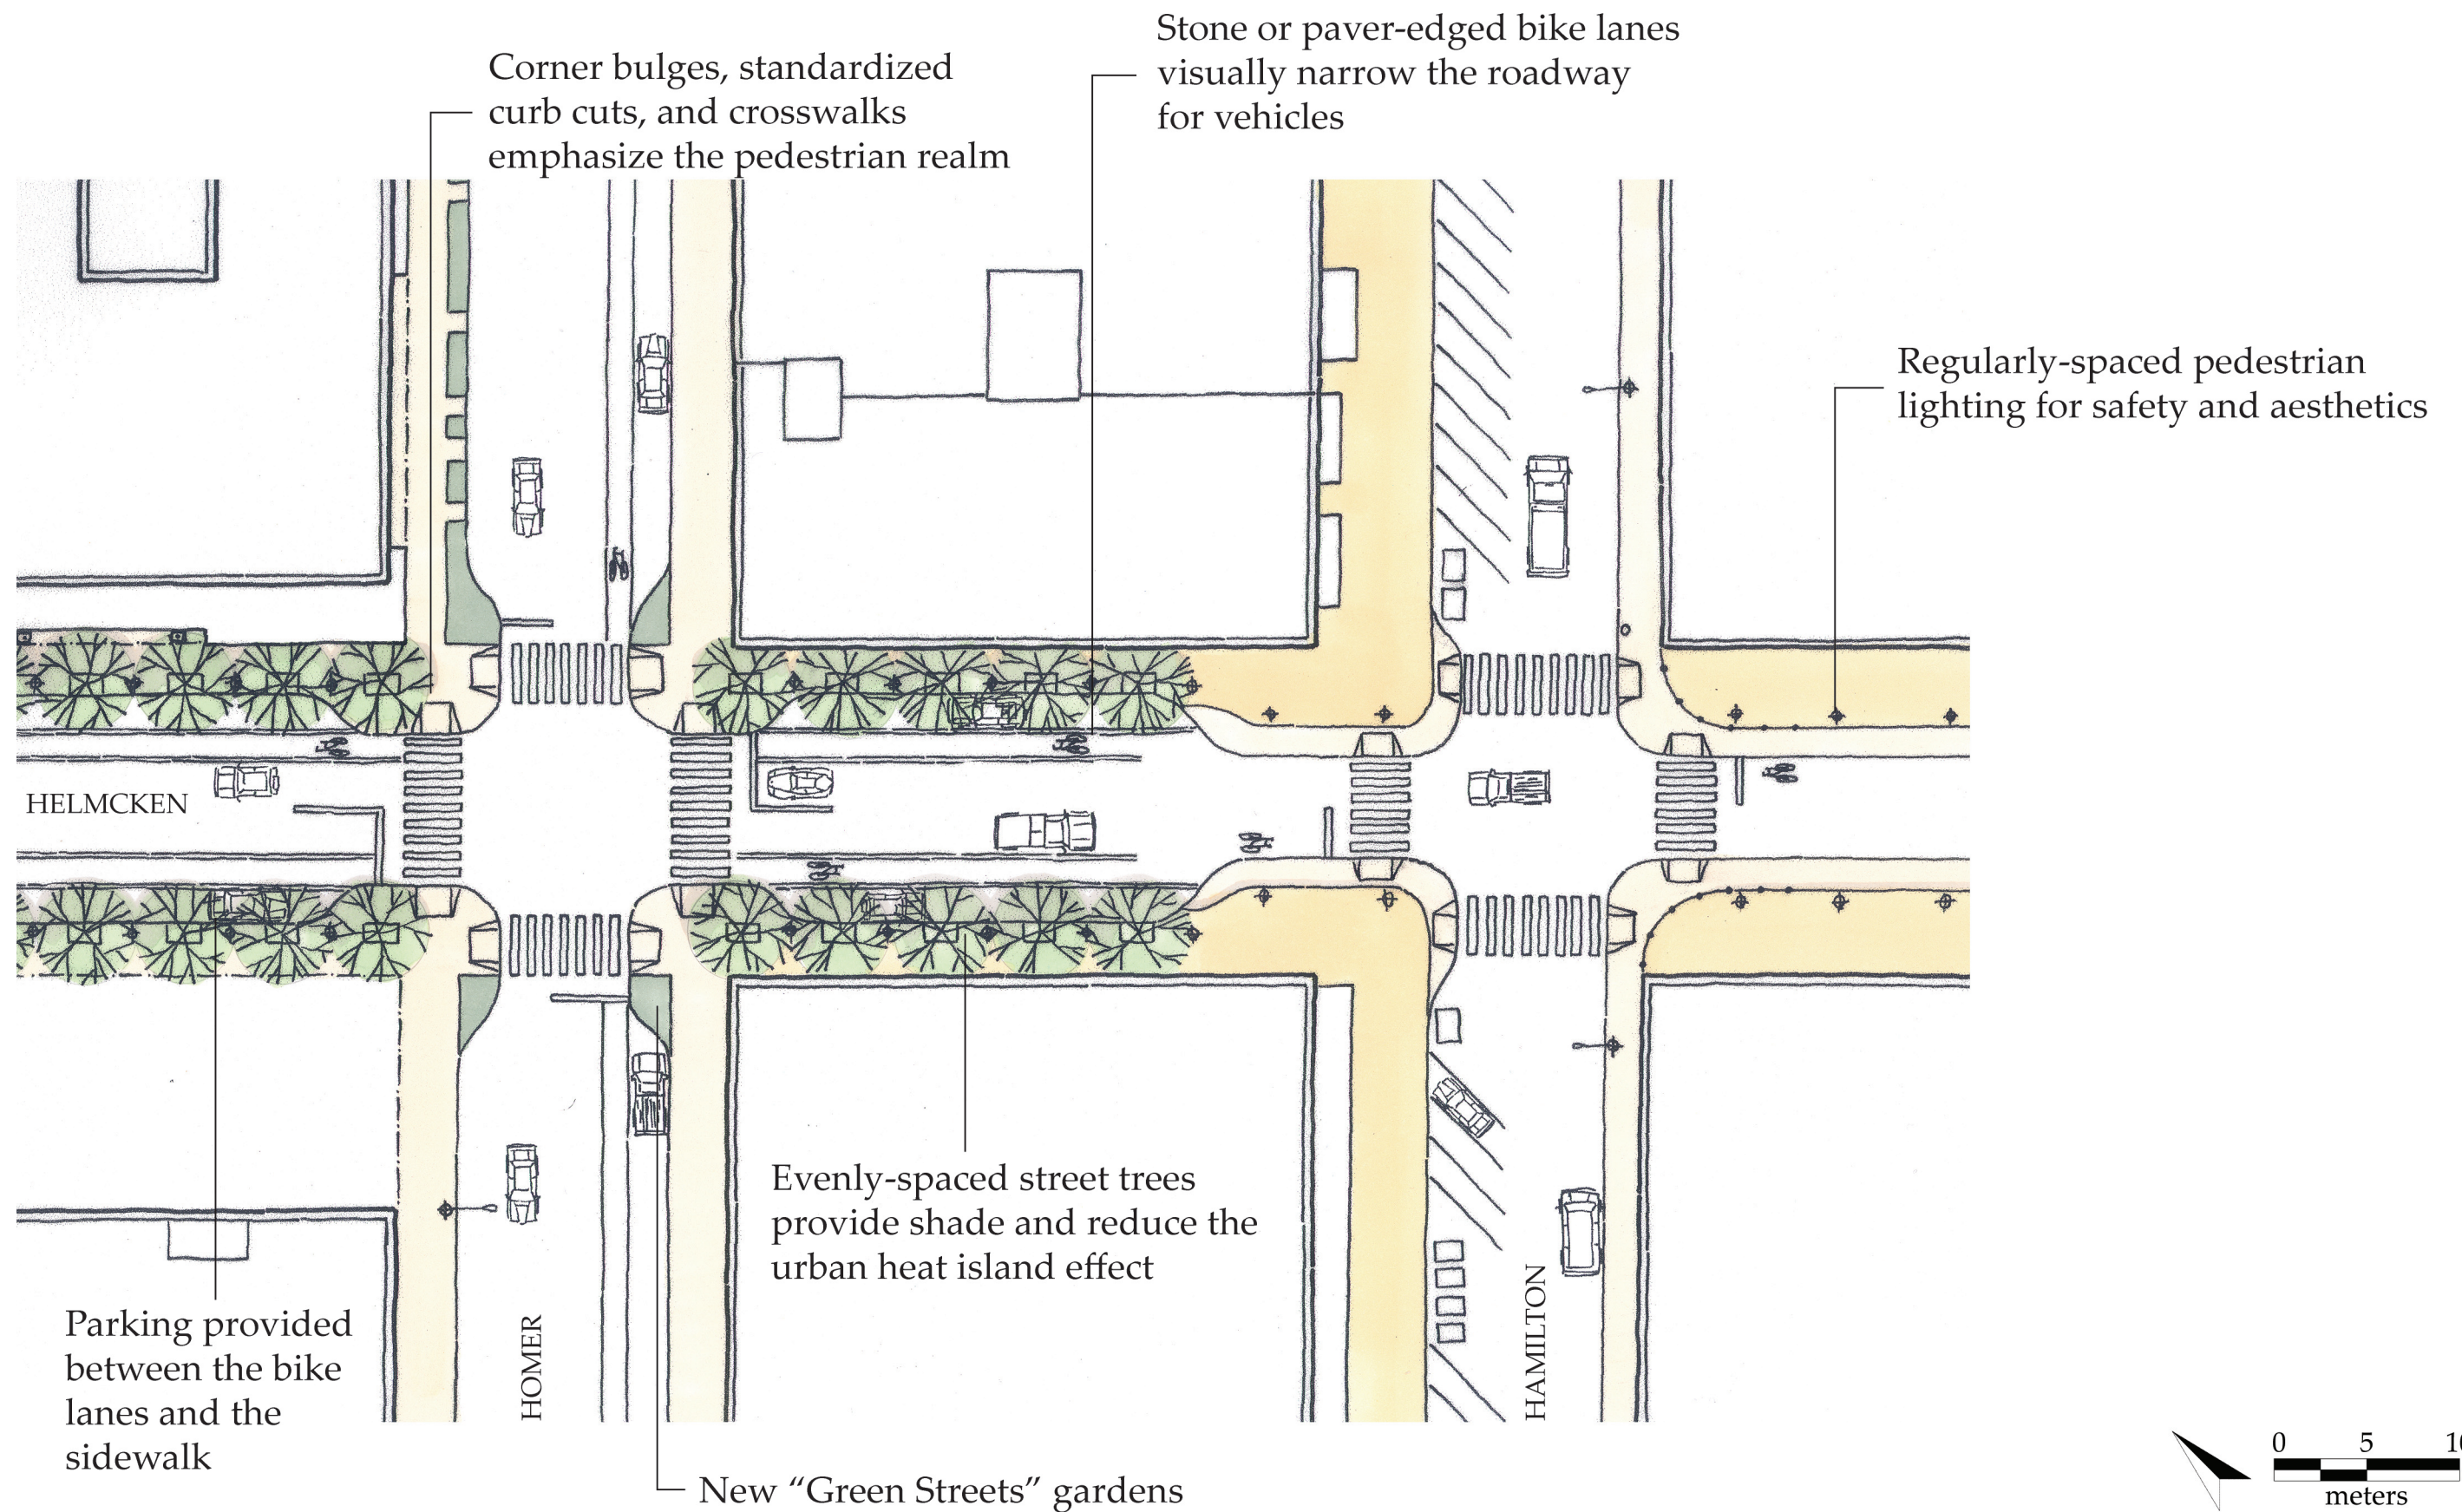 Stone or paver-edged bike lanes
visually narrow the roadway
for vehicles
Corner bulges, standardized
curb cuts, and crosswalks
emphasize the pedestrian realm
Regularly-spaced pedestrian
lighting for safety and aesthetics
HELMCKEN
Evenly-spaced street trees
provide shade and reduce the
urban heat island effect
Parking provided
between the bike
lanes and the
sidewalk
HOMER
HAMILTON
New “Green Streets” gardens
0 5
meters